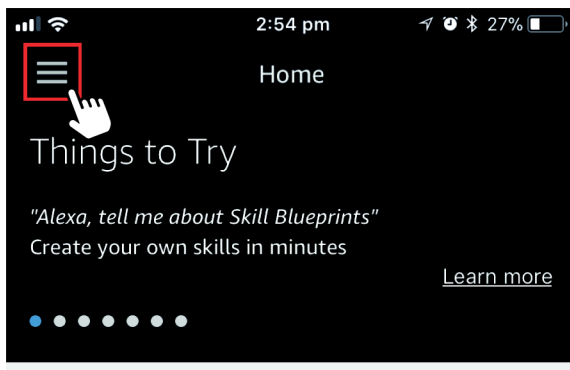 2:54 pm
27%
Home
Things to Try
"Alexa, tell me about Skill Blueprints"
Create your own skills in minutes
Learn more